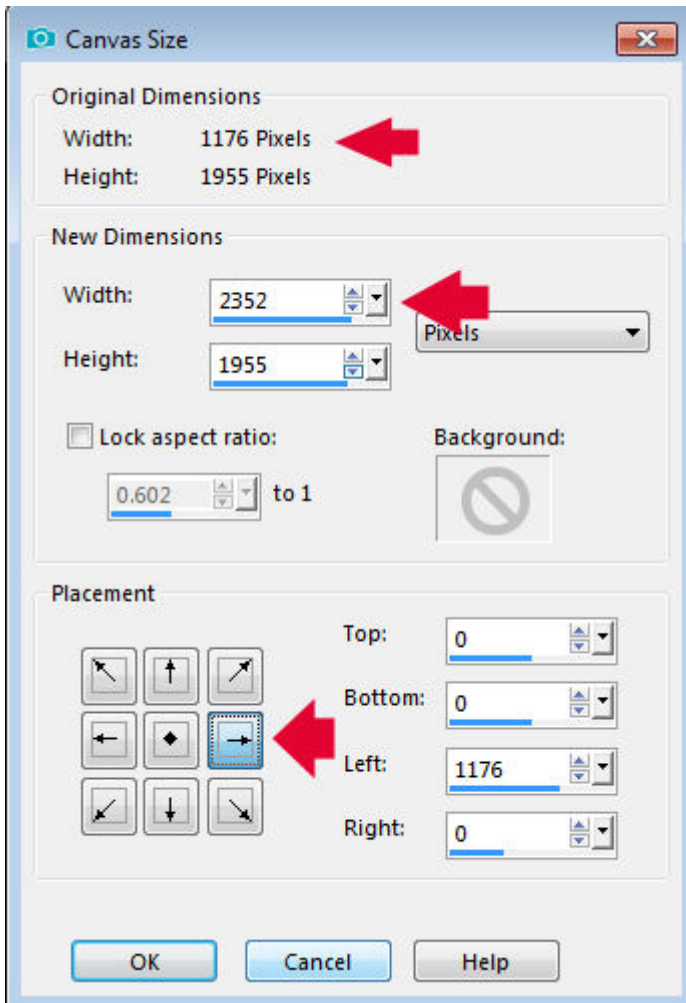 Canvas Size
Original Dimensions
Width: 1176 Pixels
Height: 1955 Pixels
New Dimensions
Width: 2352
Pixels
Height: 1955
Lock aspect ratio: Background:
0.602 to 1
Placement
Top: 0
Bottom: 0
Left: 1176
Right: 0
OK Cancel Help